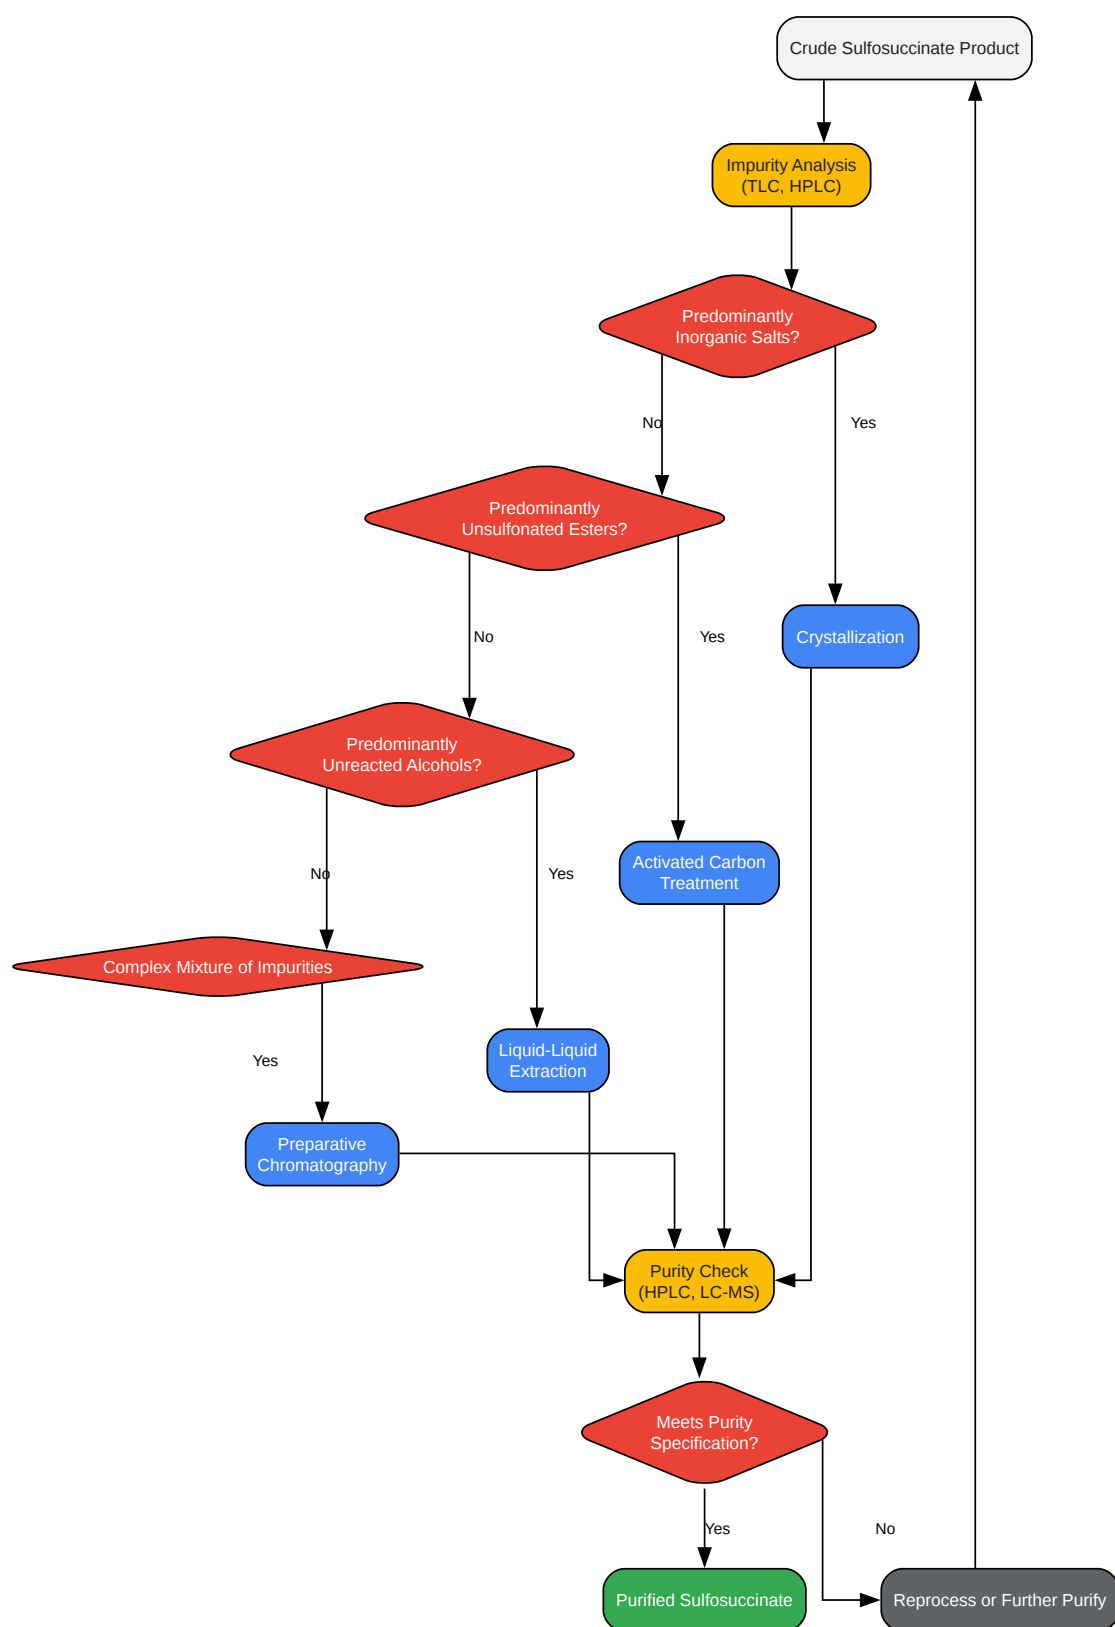 Crude Sulfosuccinate Product
Impurity Analysis
(TLC, HPLC)
Predominantly
Inorganic Salts?
No
Yes
Predominantly
Unsulfonated Esters?
No
Yes
Crystallization
Predominantly
Unreacted Alcohols?
No
Yes
Activated Carbon
Treatment
Complex Mixture of Impurities
Yes
Liquid-Liquid
Extraction
Preparative
Chromatography
Purity Check
(HPLC, LC-MS)
Meets Purity
Specification?
Yes
No
Purified Sulfosuccinate
Reprocess or Further Purify